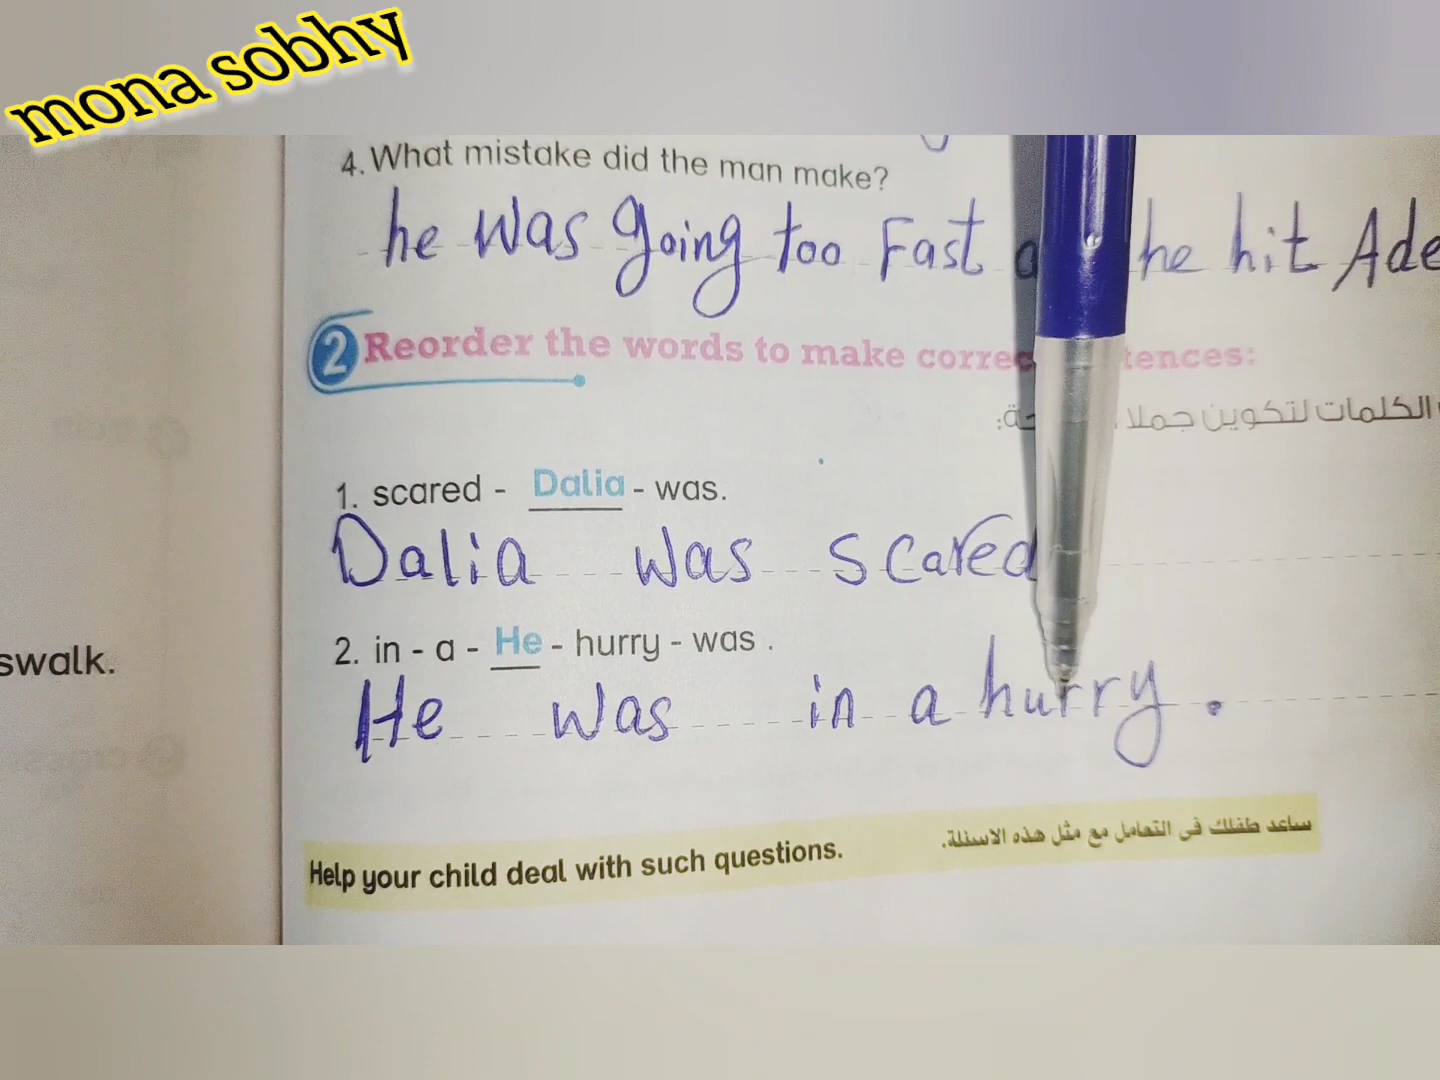 mona sobhy
4. What mistake did the man make?
he was going too Fast he hit Ade
2 Reorder the words to make correc tences:
الكلمات لتكوين جملا
1. scared - Dalia - was.
Dalia was scared
2. in - a - He - hurry - was .
swalk.
He was in a hurry .
ساعد طفلك في التعامل مع مثل هذه الاسئلة.
Help your child deal with such questions.